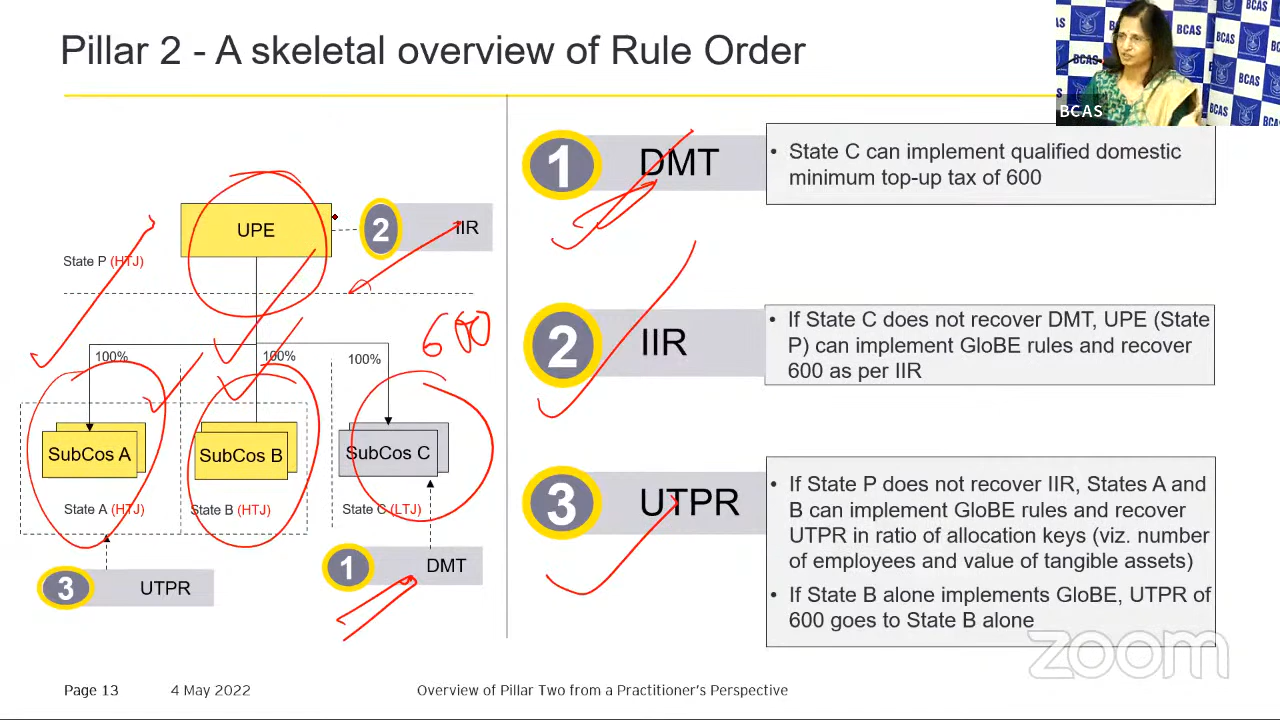 Pillar 2 - A skeletal overview of Rule Order
BCAS
BCAS
BCAS
BCAS
BCAS
BCAS
BCAS
UPE
2
IIR
State P (HTJ)
600
100%
100%
100%
SubCos A
SubCos B
SubCos C
State A (HTJ)
State B (HTJ)
State C (LTJ)
1
DMT
3
UTPR
1
DMT
• State C can implement qualified domestic
minimum top-up tax of 600
2
IIR
• If State C does not recover DMT, UPE (State
P) can implement GloBE rules and recover
600 as per IIR
3
UTPR
• If State P does not recover IIR, States A and
B can implement GloBE rules and recover
UTPR in ratio of allocation keys (viz. number
of employees and value of tangible assets)
• If State B alone implements GloBE, UTPR of
600 goes to State B alone
zoom
Page 13
4 May 2022
Overview of Pillar Two from a Practitioner's Perspective